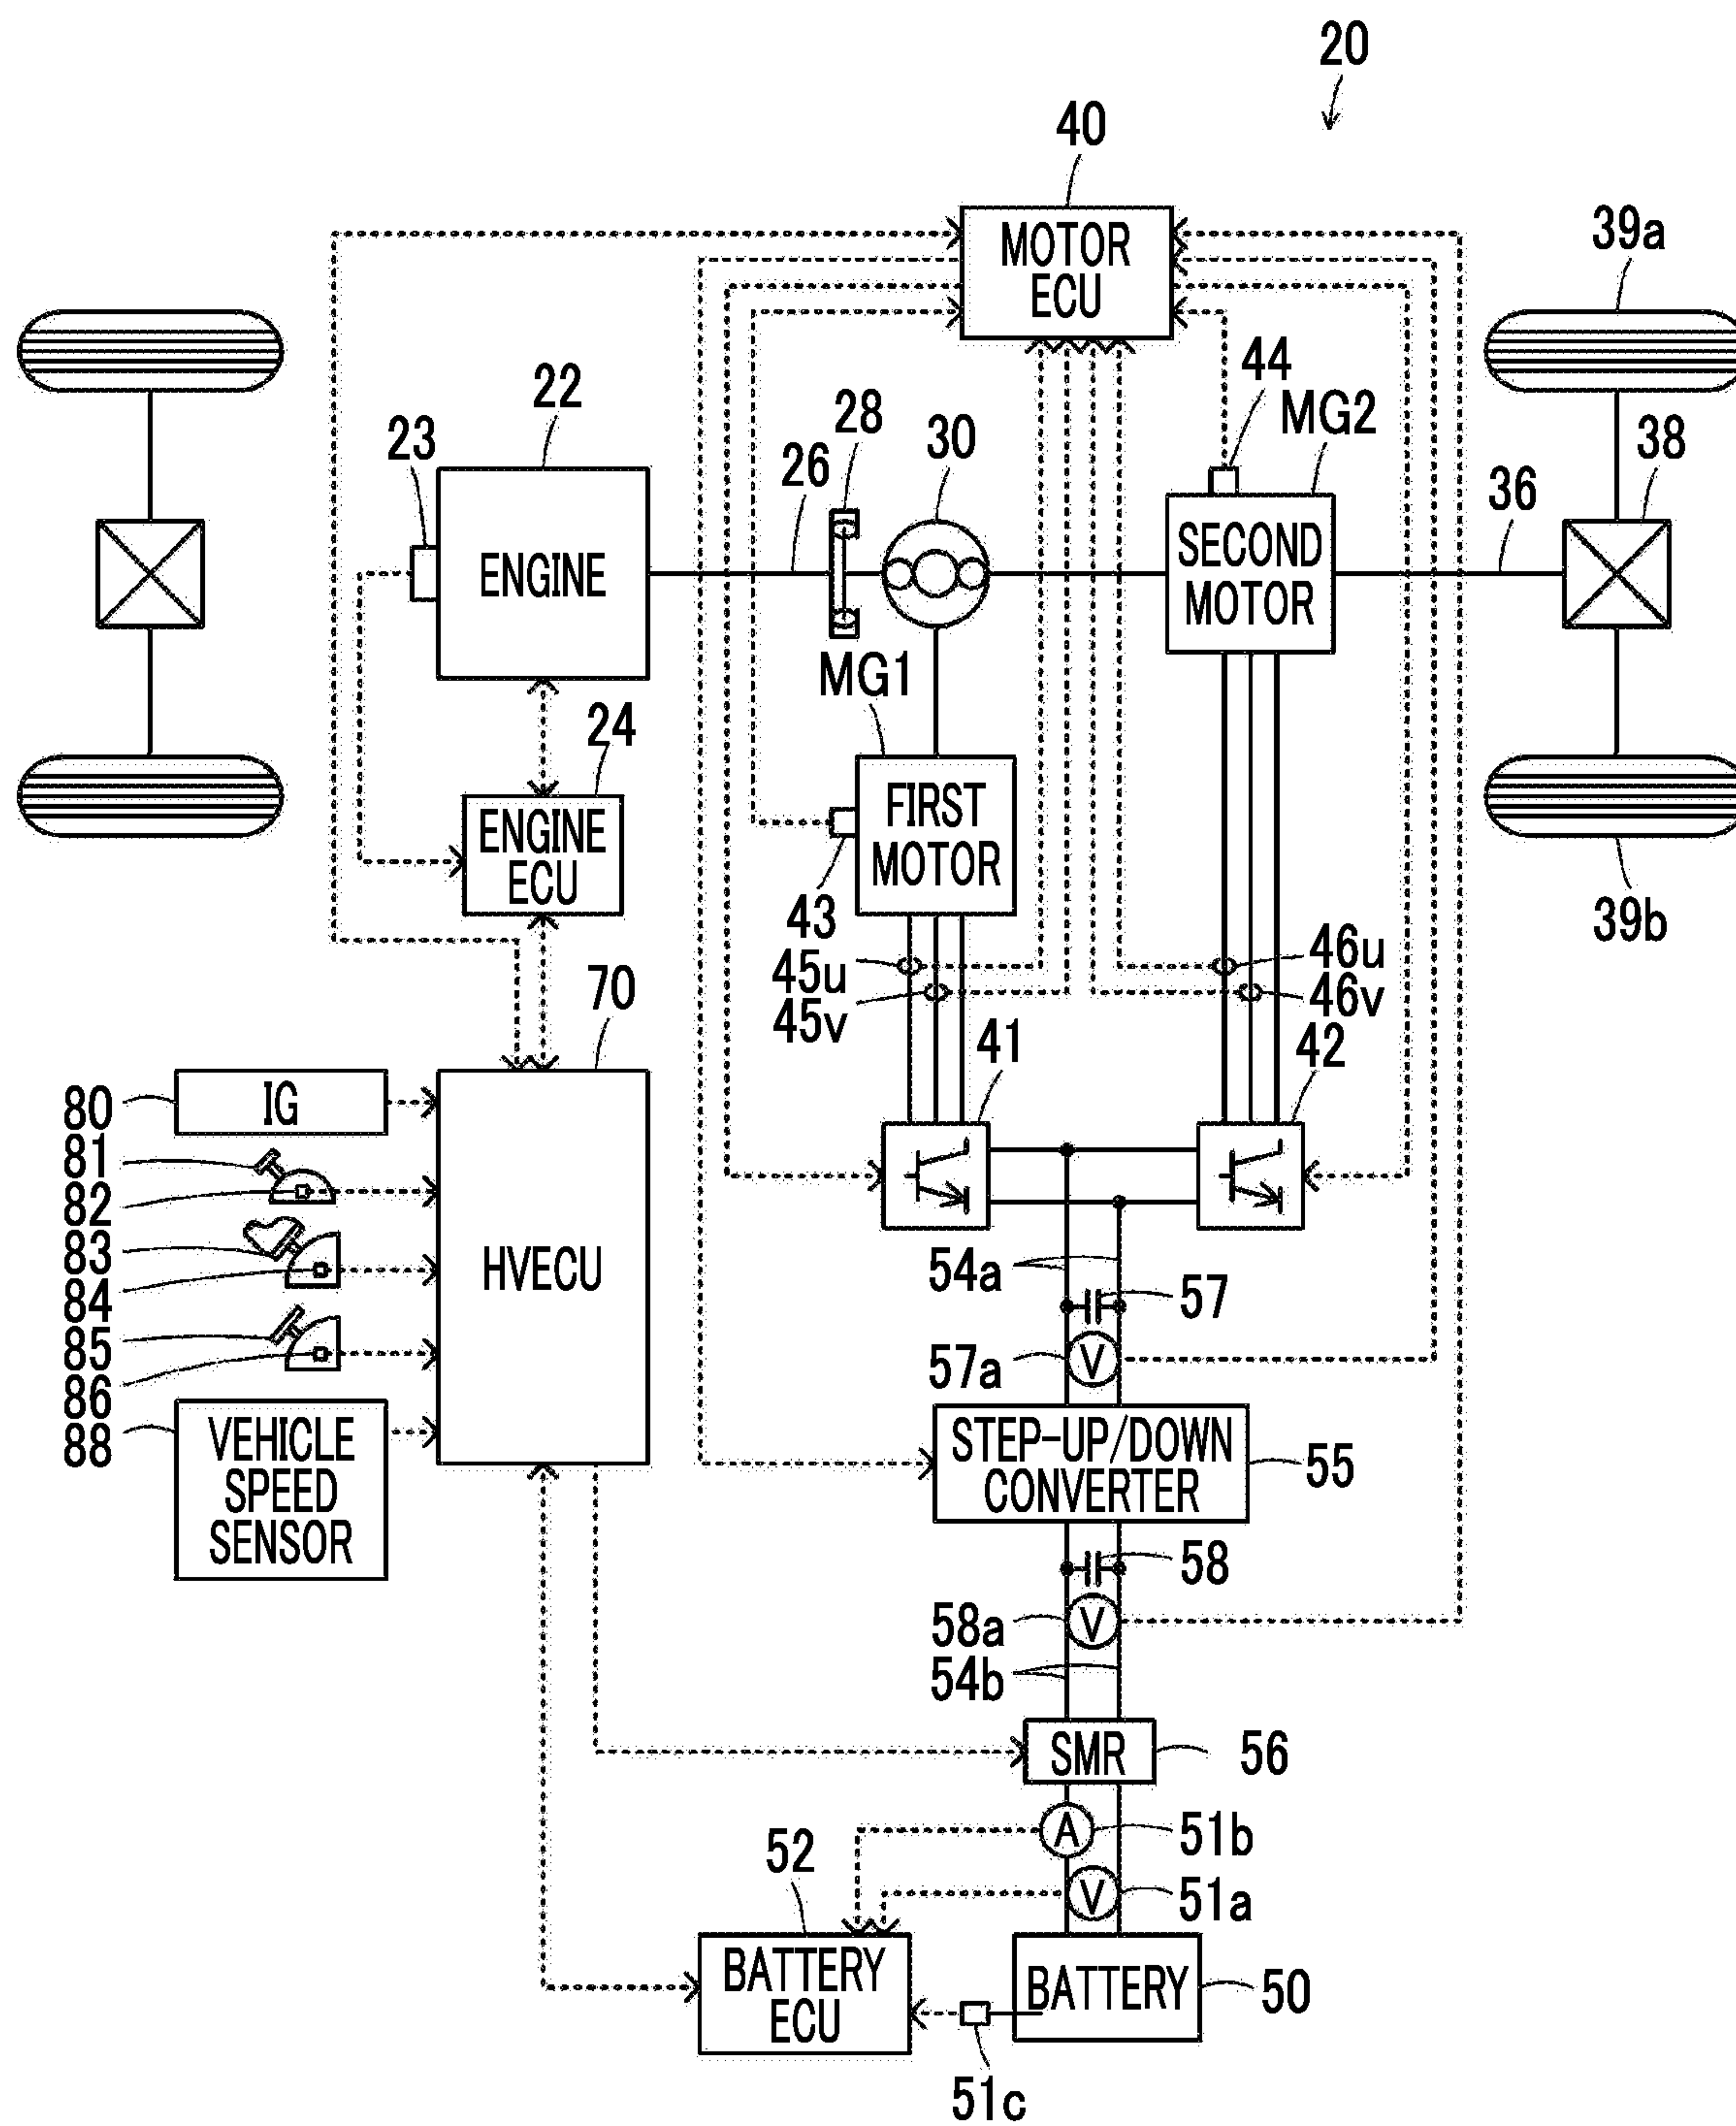 20
40
MOTOR
ECU
39a
44
MG2
22
28
30
23
26
38
36
ENGINE
SECOND
MOTOR
MG1
24
FIRST
MOTOR
ENGINE
ECU
43
39b
45u
46u
45v
46v
70
41
42
80
IG
81
82
83
84
85
86
88
HVECU
54a
57
57a
V
VEHICLE
SPEED
SENSOR
STEP-UP/DOWN
CONVERTER
55
58
58a
V
54b
SMR
56
A
51b
52
V
51a
BATTERY
ECU
BATTERY
50
51c